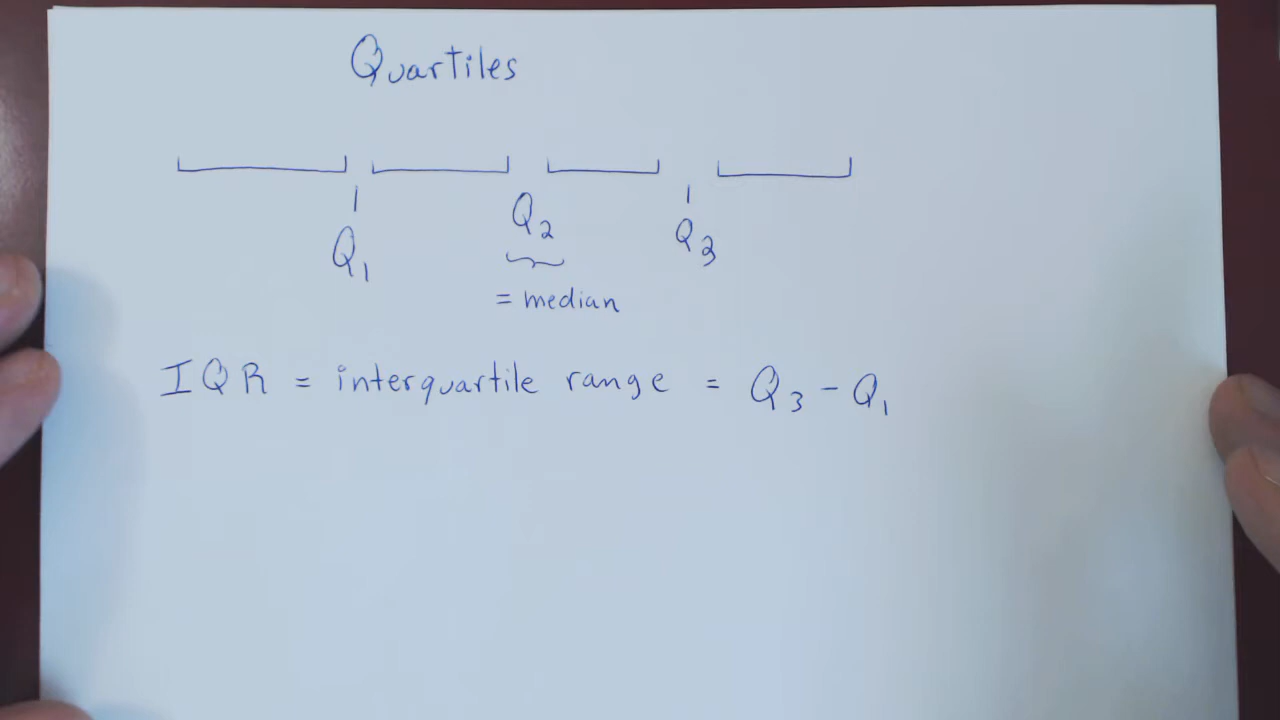 Quartiles
Q1 Q2 Q3
= median
IQR = interquartile range = Q3 - Q1